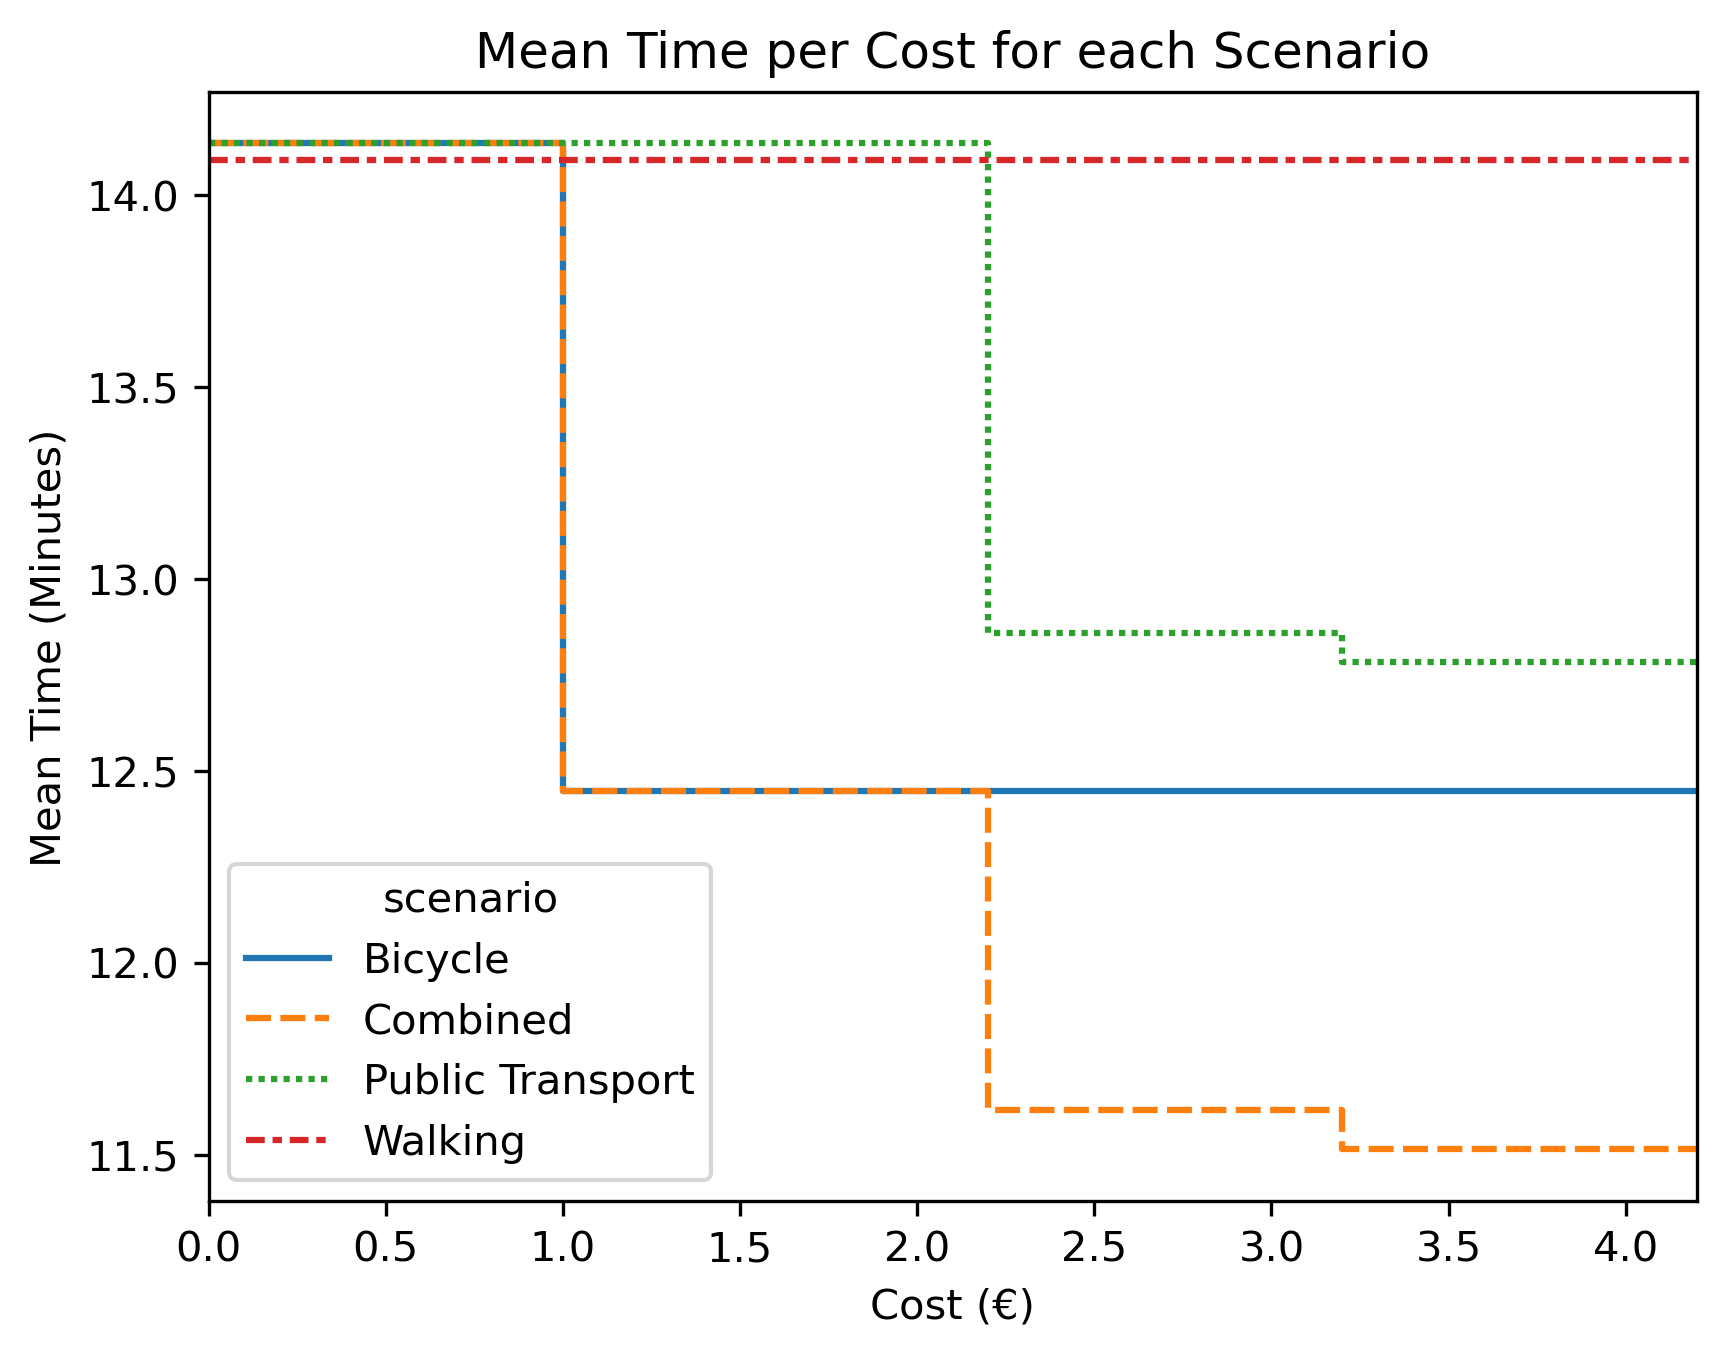 Mean Time per Cost for each Scenario
14.0
13.5
13.0
12.5
12.0
11.5
Mean Time (Minutes)
scenario
Bicycle
Combined
Public Transport
Walking
0.0 0.5 1.0 1.5 2.0 2.5 3.0 3.5 4.0
Cost (€)